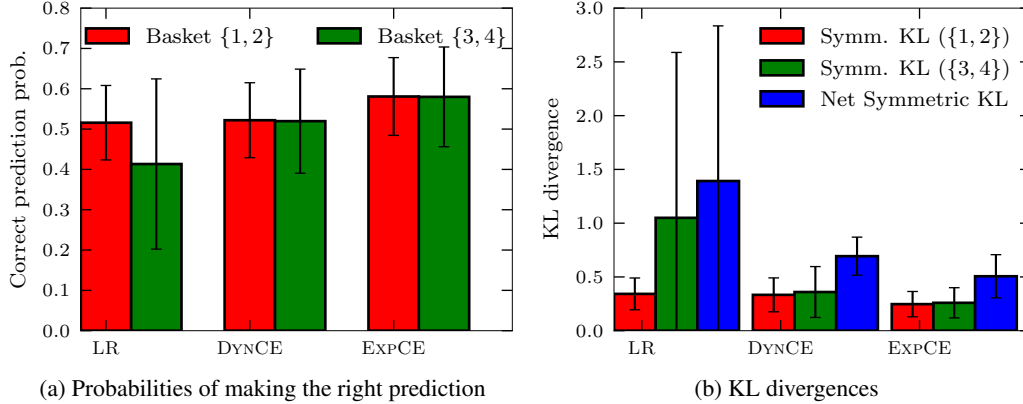 0.8
0.7
0.6
0.5
0.4
0.3
0.2
0.1
0.0
Correct prediction prob.
Basket {1, 2}
Basket {3, 4}
LR
DYNCE
EXPCE
(a) Probabilities of making the right prediction
3.0
2.5
2.0
1.5
1.0
0.5
0.0
KL divergence
Symm. KL ({1, 2})
Symm. KL ({3, 4})
Net Symmetric KL
LR
DYNCE
EXPCE
(b) KL divergences